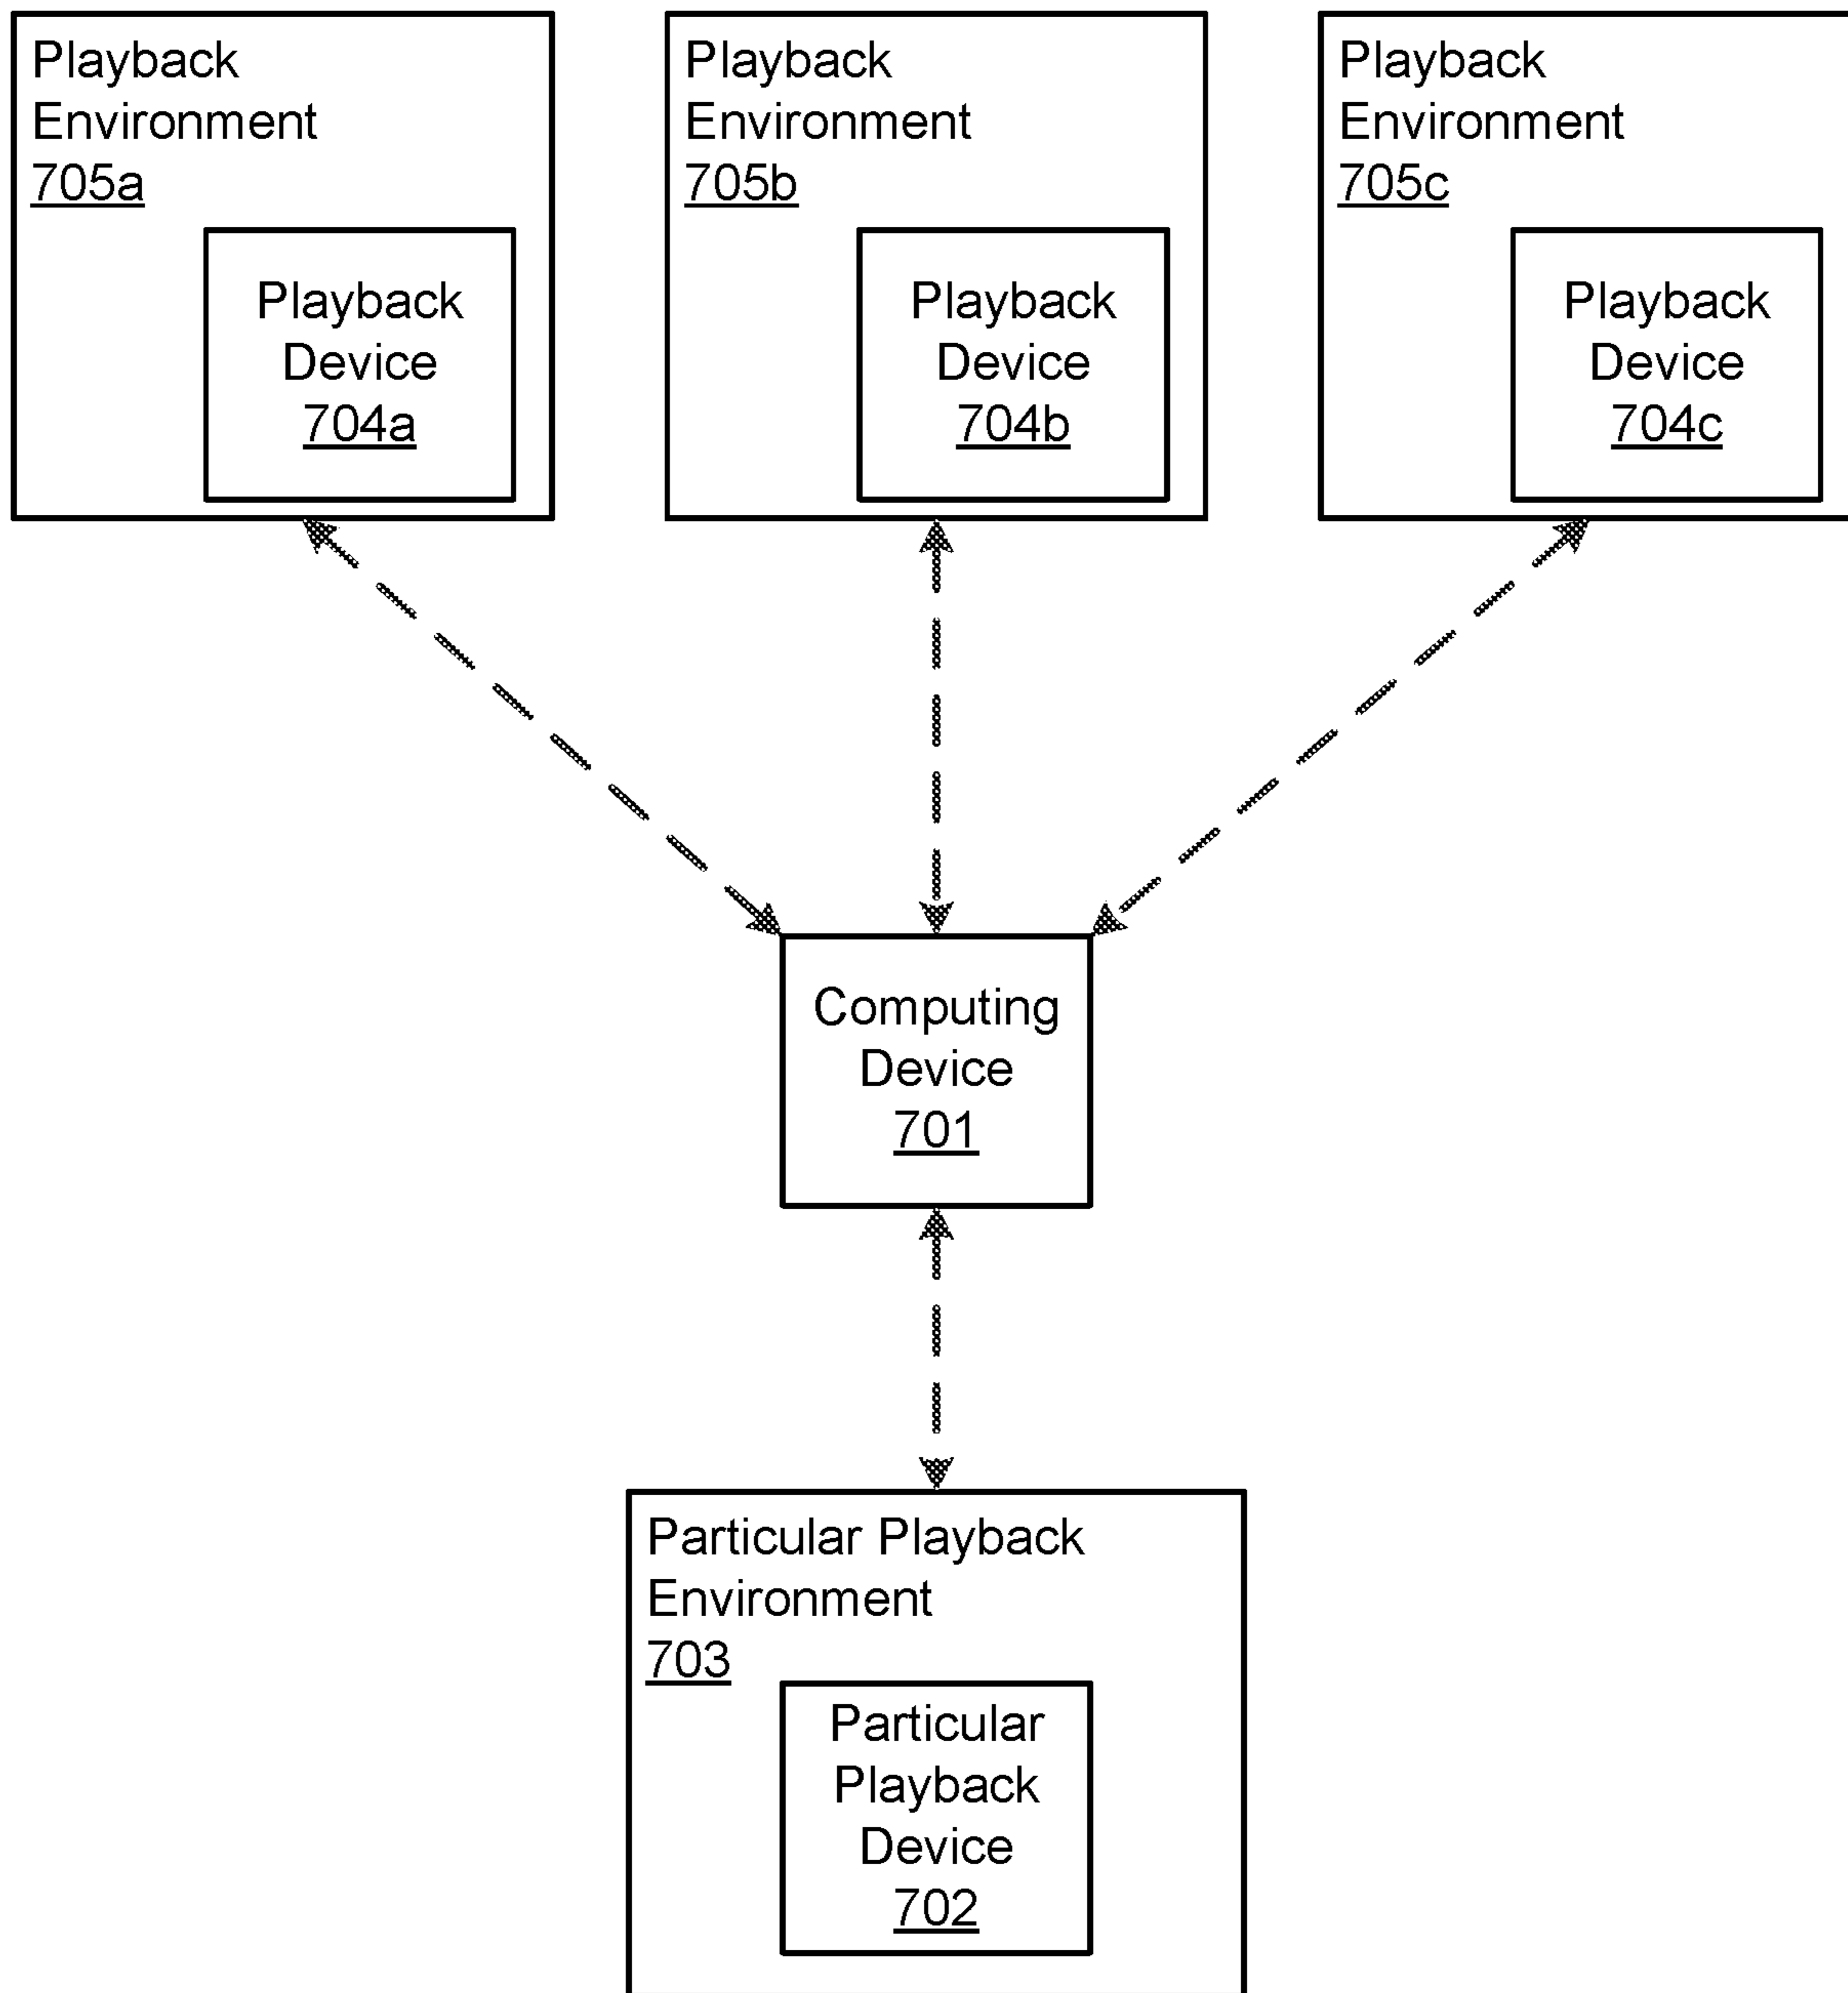 Playback
Environment
705a
Playback
Device
704a
Playback
Environment
705b
Playback
Device
704b
Playback
Environment
705c
Playback
Device
704c
Computing
Device
701
Particular Playback
Environment
703
Particular
Playback
Device
702